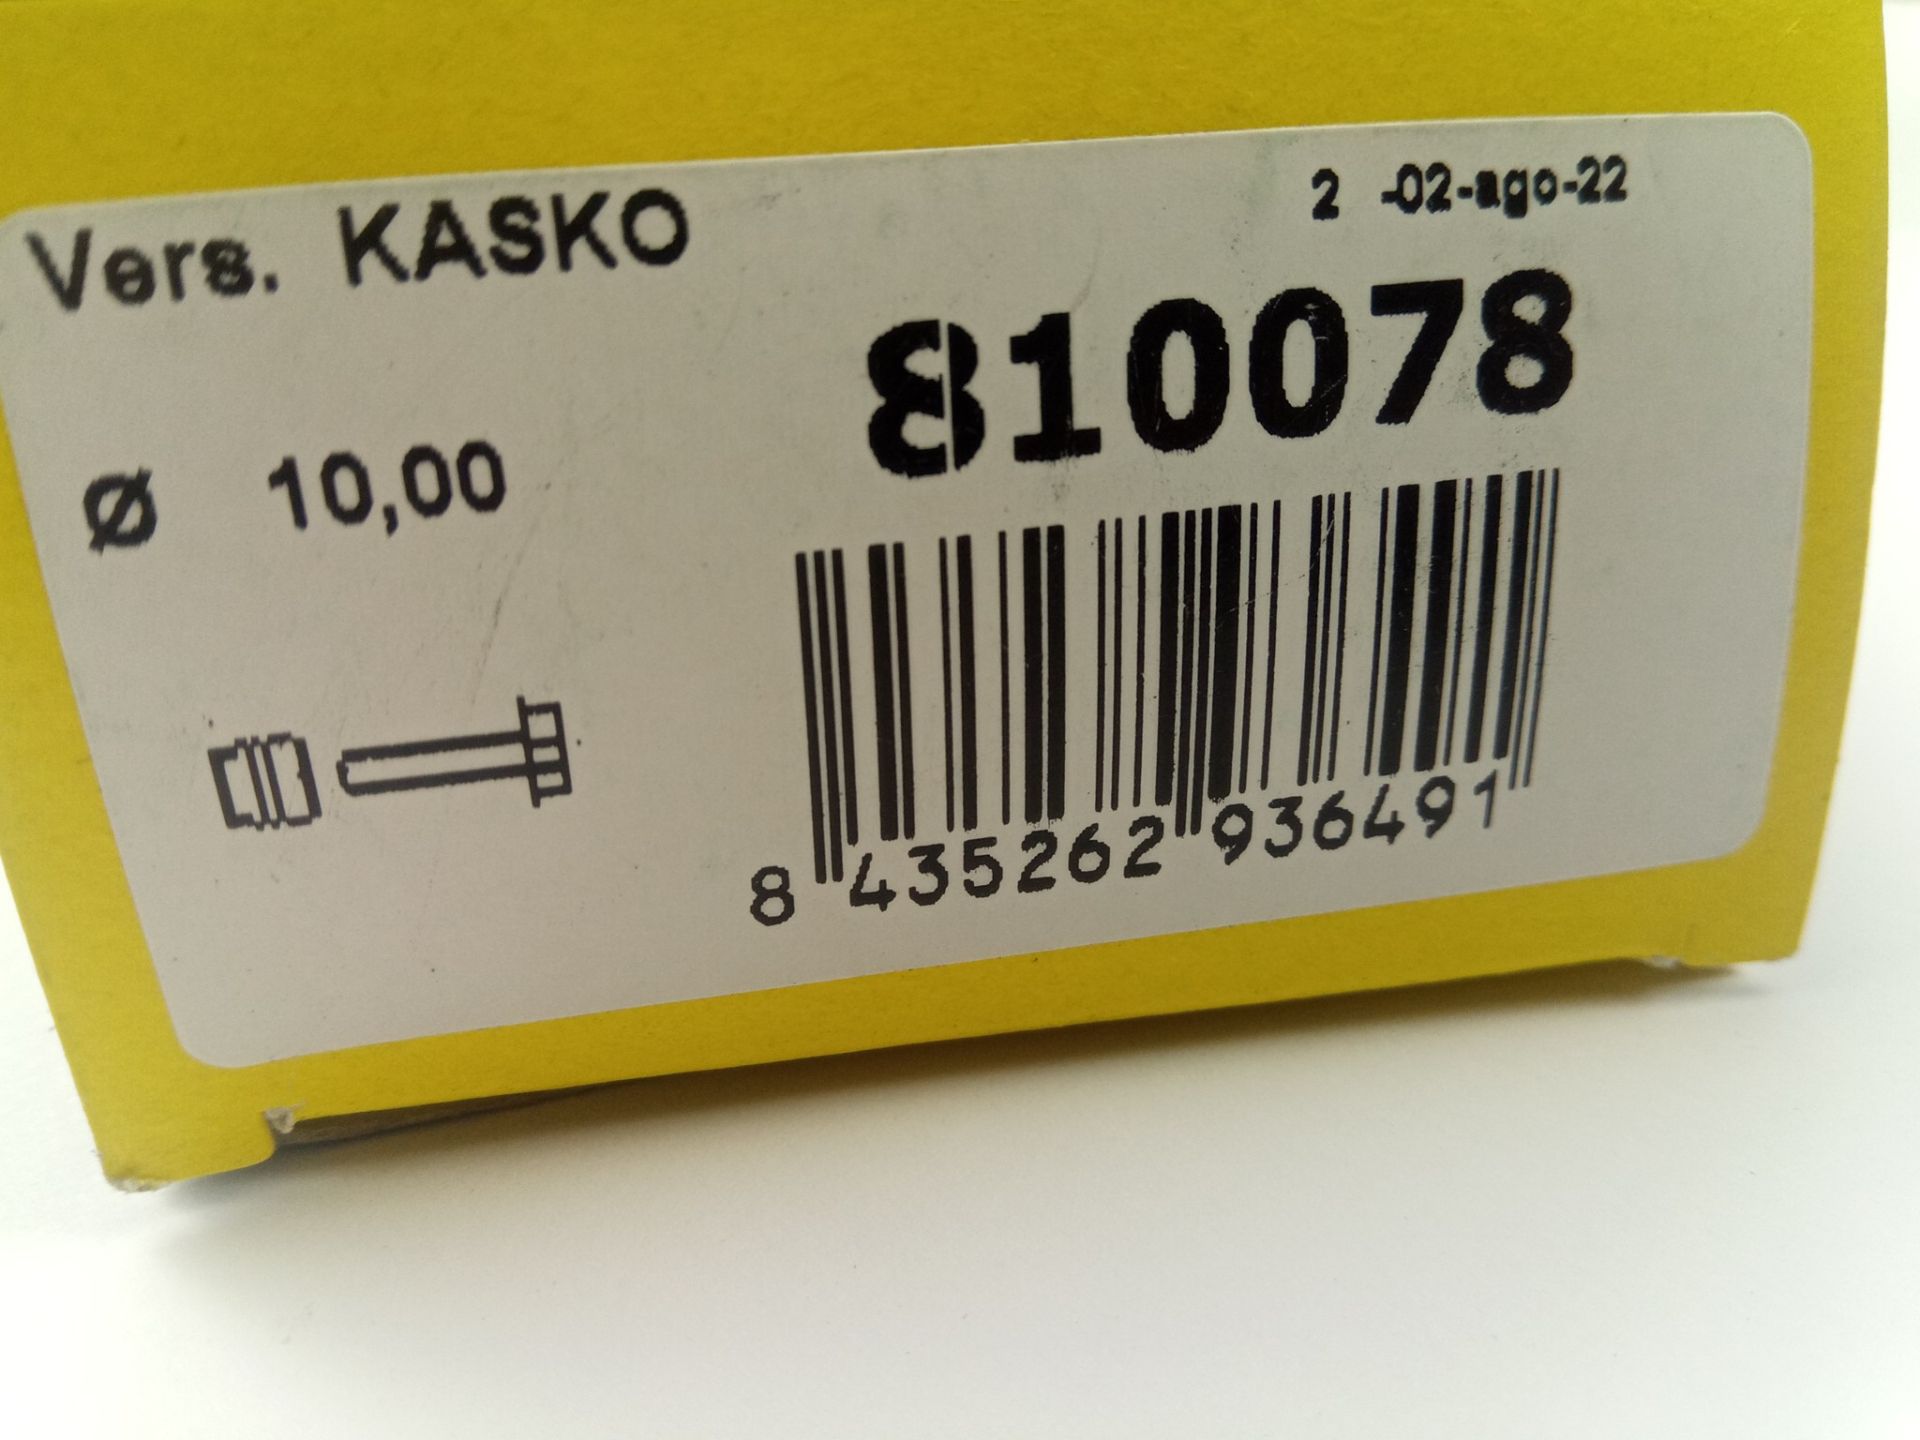 Vers. KASKO
2 -02-ago-22
810078
Ø 10,00
8 435262 936491